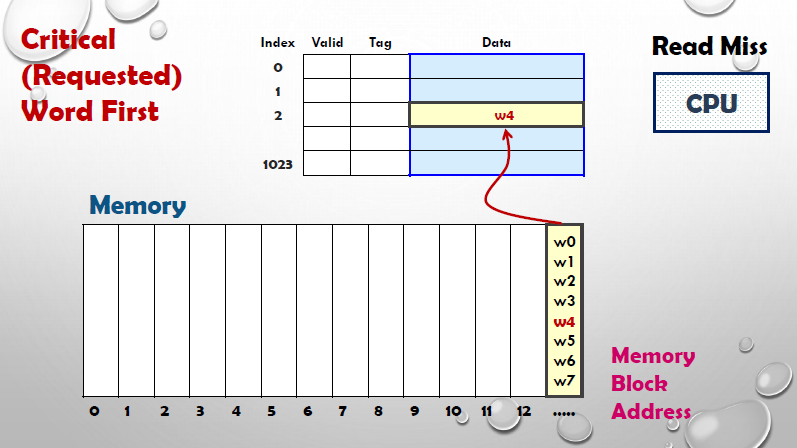 Critical
(Requested)
Word First
Index Valid Tag Data
0
1
2 w4
1023
Read Miss
CPU
Memory
w0
w1
w2
w3
w4
w5
w6
w7
0 1 2 3 4 5 6 7 8 9 10 11 12 .....
Memory
Block
Address